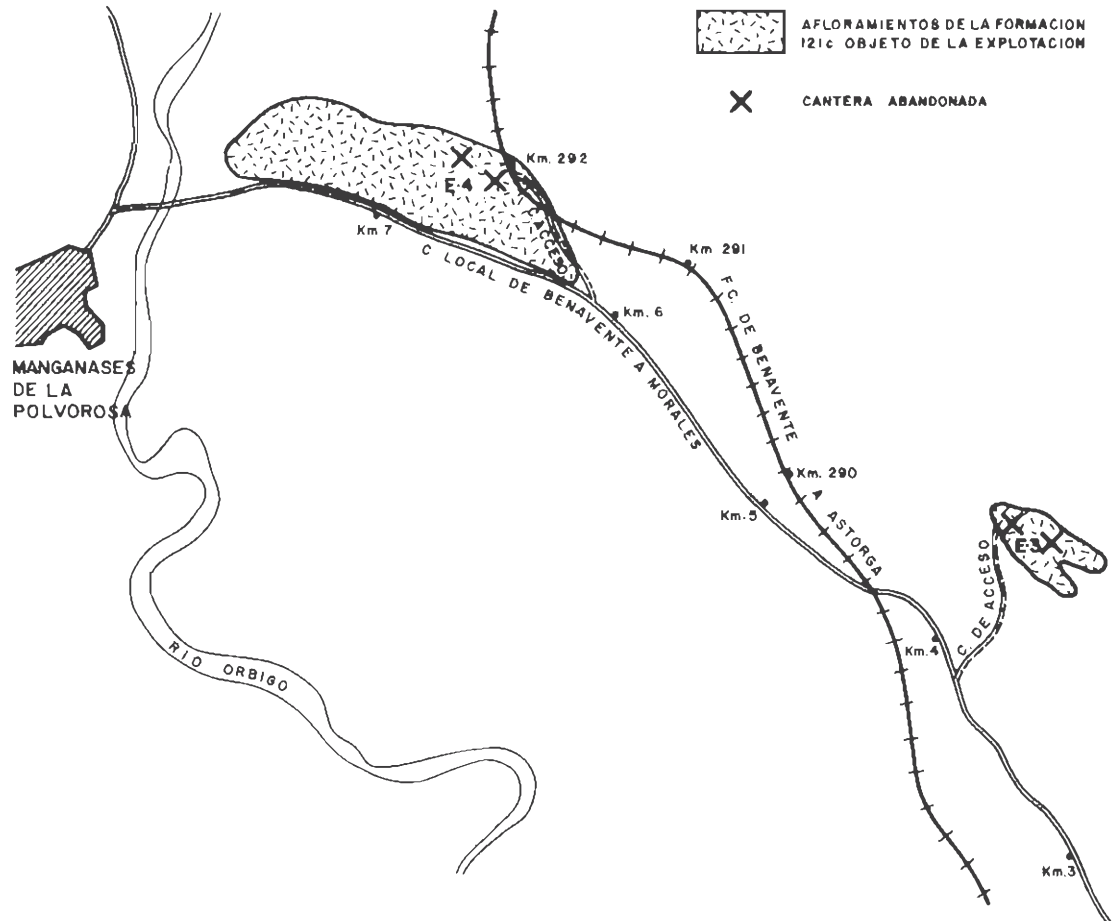 AFLORAMIENTOS DE LA FORMACION
121c OBJETO DE LA EXPLOTACION
CANTERA ABANDONADA
Km. 292
E-4
C. ACCESO
Km 7
Km 291
C LOCAL DE BENAVENTE A MORALES
FC. DE BENAVENTE A ASTORGA
Km. 6
MANGANASES
DE LA
POLVOROSA
Km. 290
Km. 5
E-3
C. DE ACCESO
Km. 4
RIO ORBIGO
Km. 3